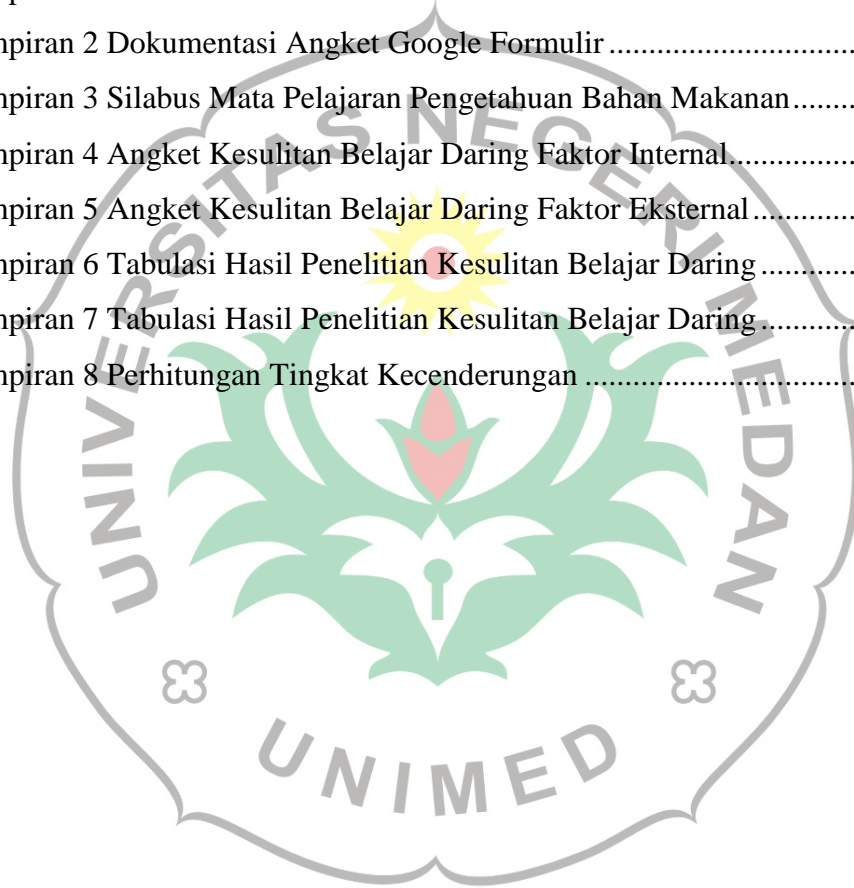 mpiran 2 Dokumentasi Angket Google Formulir ................................
mpiran 3 Silabus Mata Pelajaran Pengetahuan Bahan Makanan ........
mpiran 4 Angket Kesulitan Belajar Daring Faktor Internal ................
mpiran 5 Angket Kesulitan Belajar Daring Faktor Eksternal .............
mpiran 6 Tabulasi Hasil Penelitian Kesulitan Belajar Daring ............
mpiran 7 Tabulasi Hasil Penelitian Kesulitan Belajar Daring ............
mpiran 8 Perhitungan Tingkat Kecenderungan ...................................
UNIVERSITAS NEGERI MEDAN
UNIMED